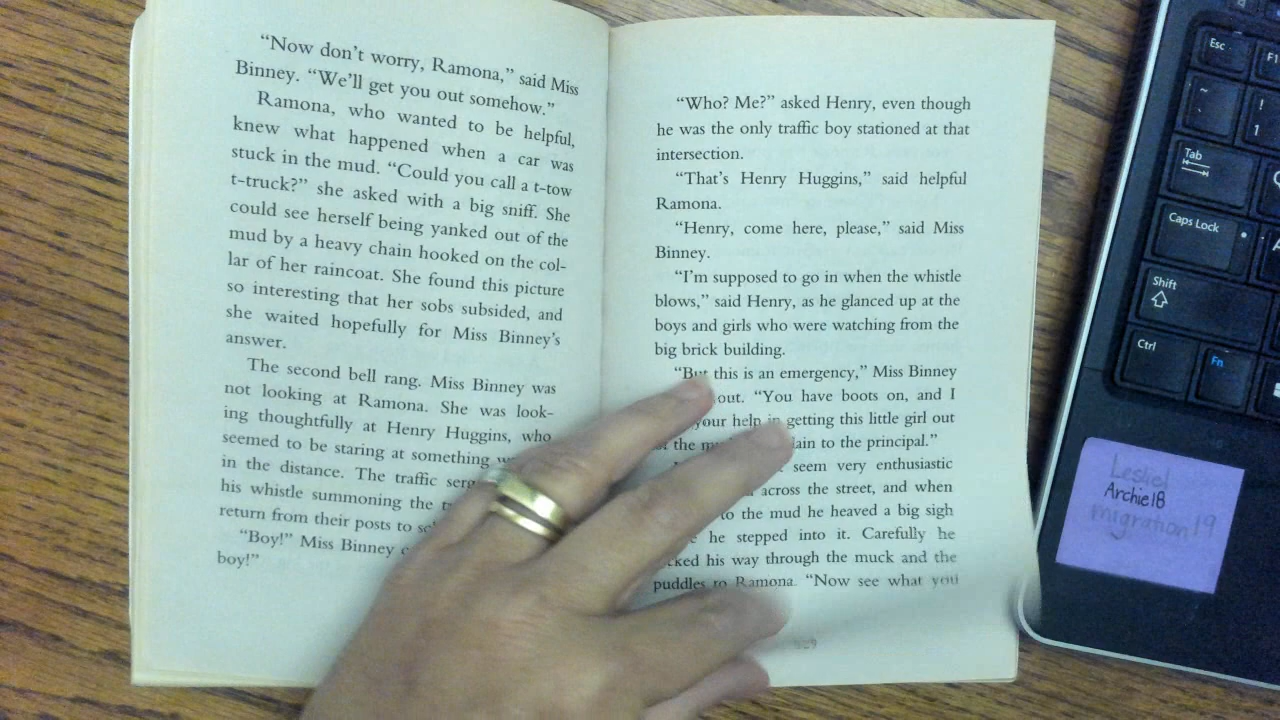 “Now don’t worry, Ramona,” said Miss
Binney. “We’ll get you out somehow.”
Ramona, who wanted to be helpful,
knew what happened when a car was
stuck in the mud. “Could you call a t-tow
t-truck?” she asked with a big sniff. She
could see herself being yanked out of the
mud by a heavy chain hooked on the col-
lar of her raincoat. She found this picture
so interesting that her sobs subsided, and
she waited hopefully for Miss Binney’s
answer.
The second bell rang. Miss Binney was
not looking at Ramona. She was look-
ing thoughtfully at Henry Huggins, who
seemed to be staring at something
in the distance. The traffic
his whistle summoning the
return from their posts to
“Boy!” Miss Binney
boy!”
“Who? Me?” asked Henry, even though
he was the only traffic boy stationed at that
intersection.
“That’s Henry Huggins,” said helpful
Ramona.
“Henry, come here, please,” said Miss
Binney.
“I’m supposed to go in when the whistle
blows,” said Henry, as he glanced up at the
boys and girls who were watching from the
big brick building.
“But this is an emergency,” Miss Binney
out. “You have boots on, and I
your help in getting this little girl out
the to the principal.”
seem very enthusiastic
across the street, and when
to the mud he heaved a big sigh
he stepped into it. Carefully he
his way through the muck and the
puddles to Ramona. “Now see what you
Esc
F1
~
`
!
1
Tab
Caps Lock
Shift
Ctrl
Fn
Leslie1
Archie18
migration19